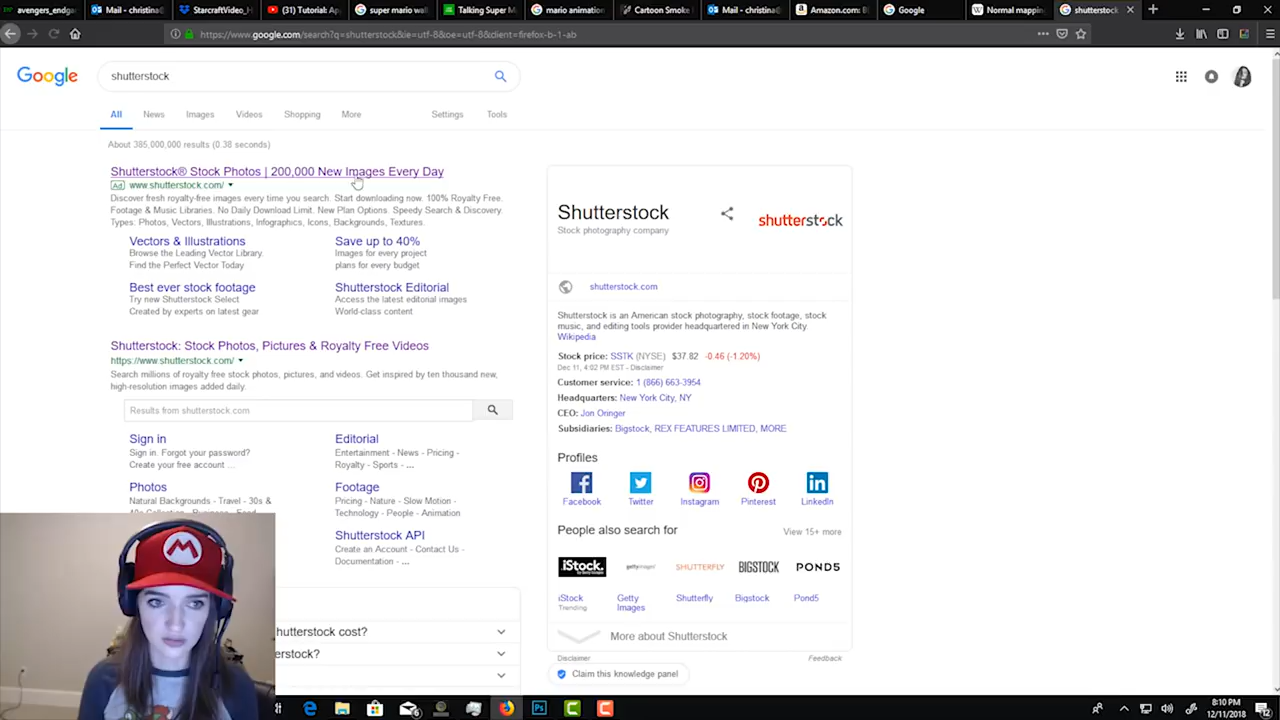 avengers_endga
Mail - christina@
StarcraftVideo_H
(31) Tutorial: Ap
super mario wall
Talking Super M
mario animation
Cartoon Smoke
Mail - christina@
Amazon.com: B
Google
Normal mapping
shutterstock
https://www.google.com/search?q=shutterstock&ie=utf-8&oe=utf-8&client=firefox-b-1-ab
Google
shutterstock
All News Images Videos Shopping More Settings Tools
About 385,000,000 results (0.38 seconds)
Shutterstock® Stock Photos | 200,000 New Images Every Day
Ad www.shutterstock.com/
Discover fresh royalty-free images every time you search. Start downloading now. 100% Royalty Free.
Footage & Music Libraries. No Daily Download Limit. New Plan Options. Speedy Search & Discovery.
Types: Photos, Vectors, Illustrations, Infographics, Icons, Backgrounds, Textures.
Vectors & Illustrations
Browse the Leading Vector Library.
Find the Perfect Vector Today
Save up to 40%
Images for every project
plans for every budget
Best ever stock footage
Try new Shutterstock Select
Created by experts on latest gear
Shutterstock Editorial
Access the latest editorial images
World-class content
Shutterstock: Stock Photos, Pictures & Royalty Free Videos
https://www.shutterstock.com/
Search millions of royalty free stock photos, pictures, and videos. Get inspired by ten thousand new,
high-resolution images added daily.
Results from shutterstock.com
Sign in
Sign in. Forgot your password?
Create your free account ...
Editorial
Entertainment - News - Pricing -
Royalty - Sports - ...
Photos
Natural Backgrounds - Travel - 30s &
40s Collection - Business - Food
Footage
Pricing - Nature - Slow Motion -
Technology - People - Animation
Shutterstock API
Create an Account - Contact Us -
Documentation - ...
hutterstock cost?
rstock?
Shutterstock
Stock photography company
shutterstock
shutterstock.com
Shutterstock is an American stock photography, stock footage, stock
music, and editing tools provider headquartered in New York City.
Wikipedia
Stock price: SSTK (NYSE) $37.82 -0.46 (-1.20%)
Dec 11, 4:02 PM EST - Disclaimer
Customer service: 1 (866) 663-3954
Headquarters: New York City, NY
CEO: Jon Oringer
Subsidiaries: Bigstock, REX FEATURES LIMITED, MORE
Profiles
Facebook Twitter Instagram Pinterest LinkedIn
People also search for View 15+ more
iStock gettyimages SHUTTERFLY BIGSTOCK POND5
iStock
Trending
Getty
Images
Shutterfly
Bigstock
Pond5
More about Shutterstock
Disclaimer Feedback
Claim this knowledge panel
8:10 PM
12/11/2018